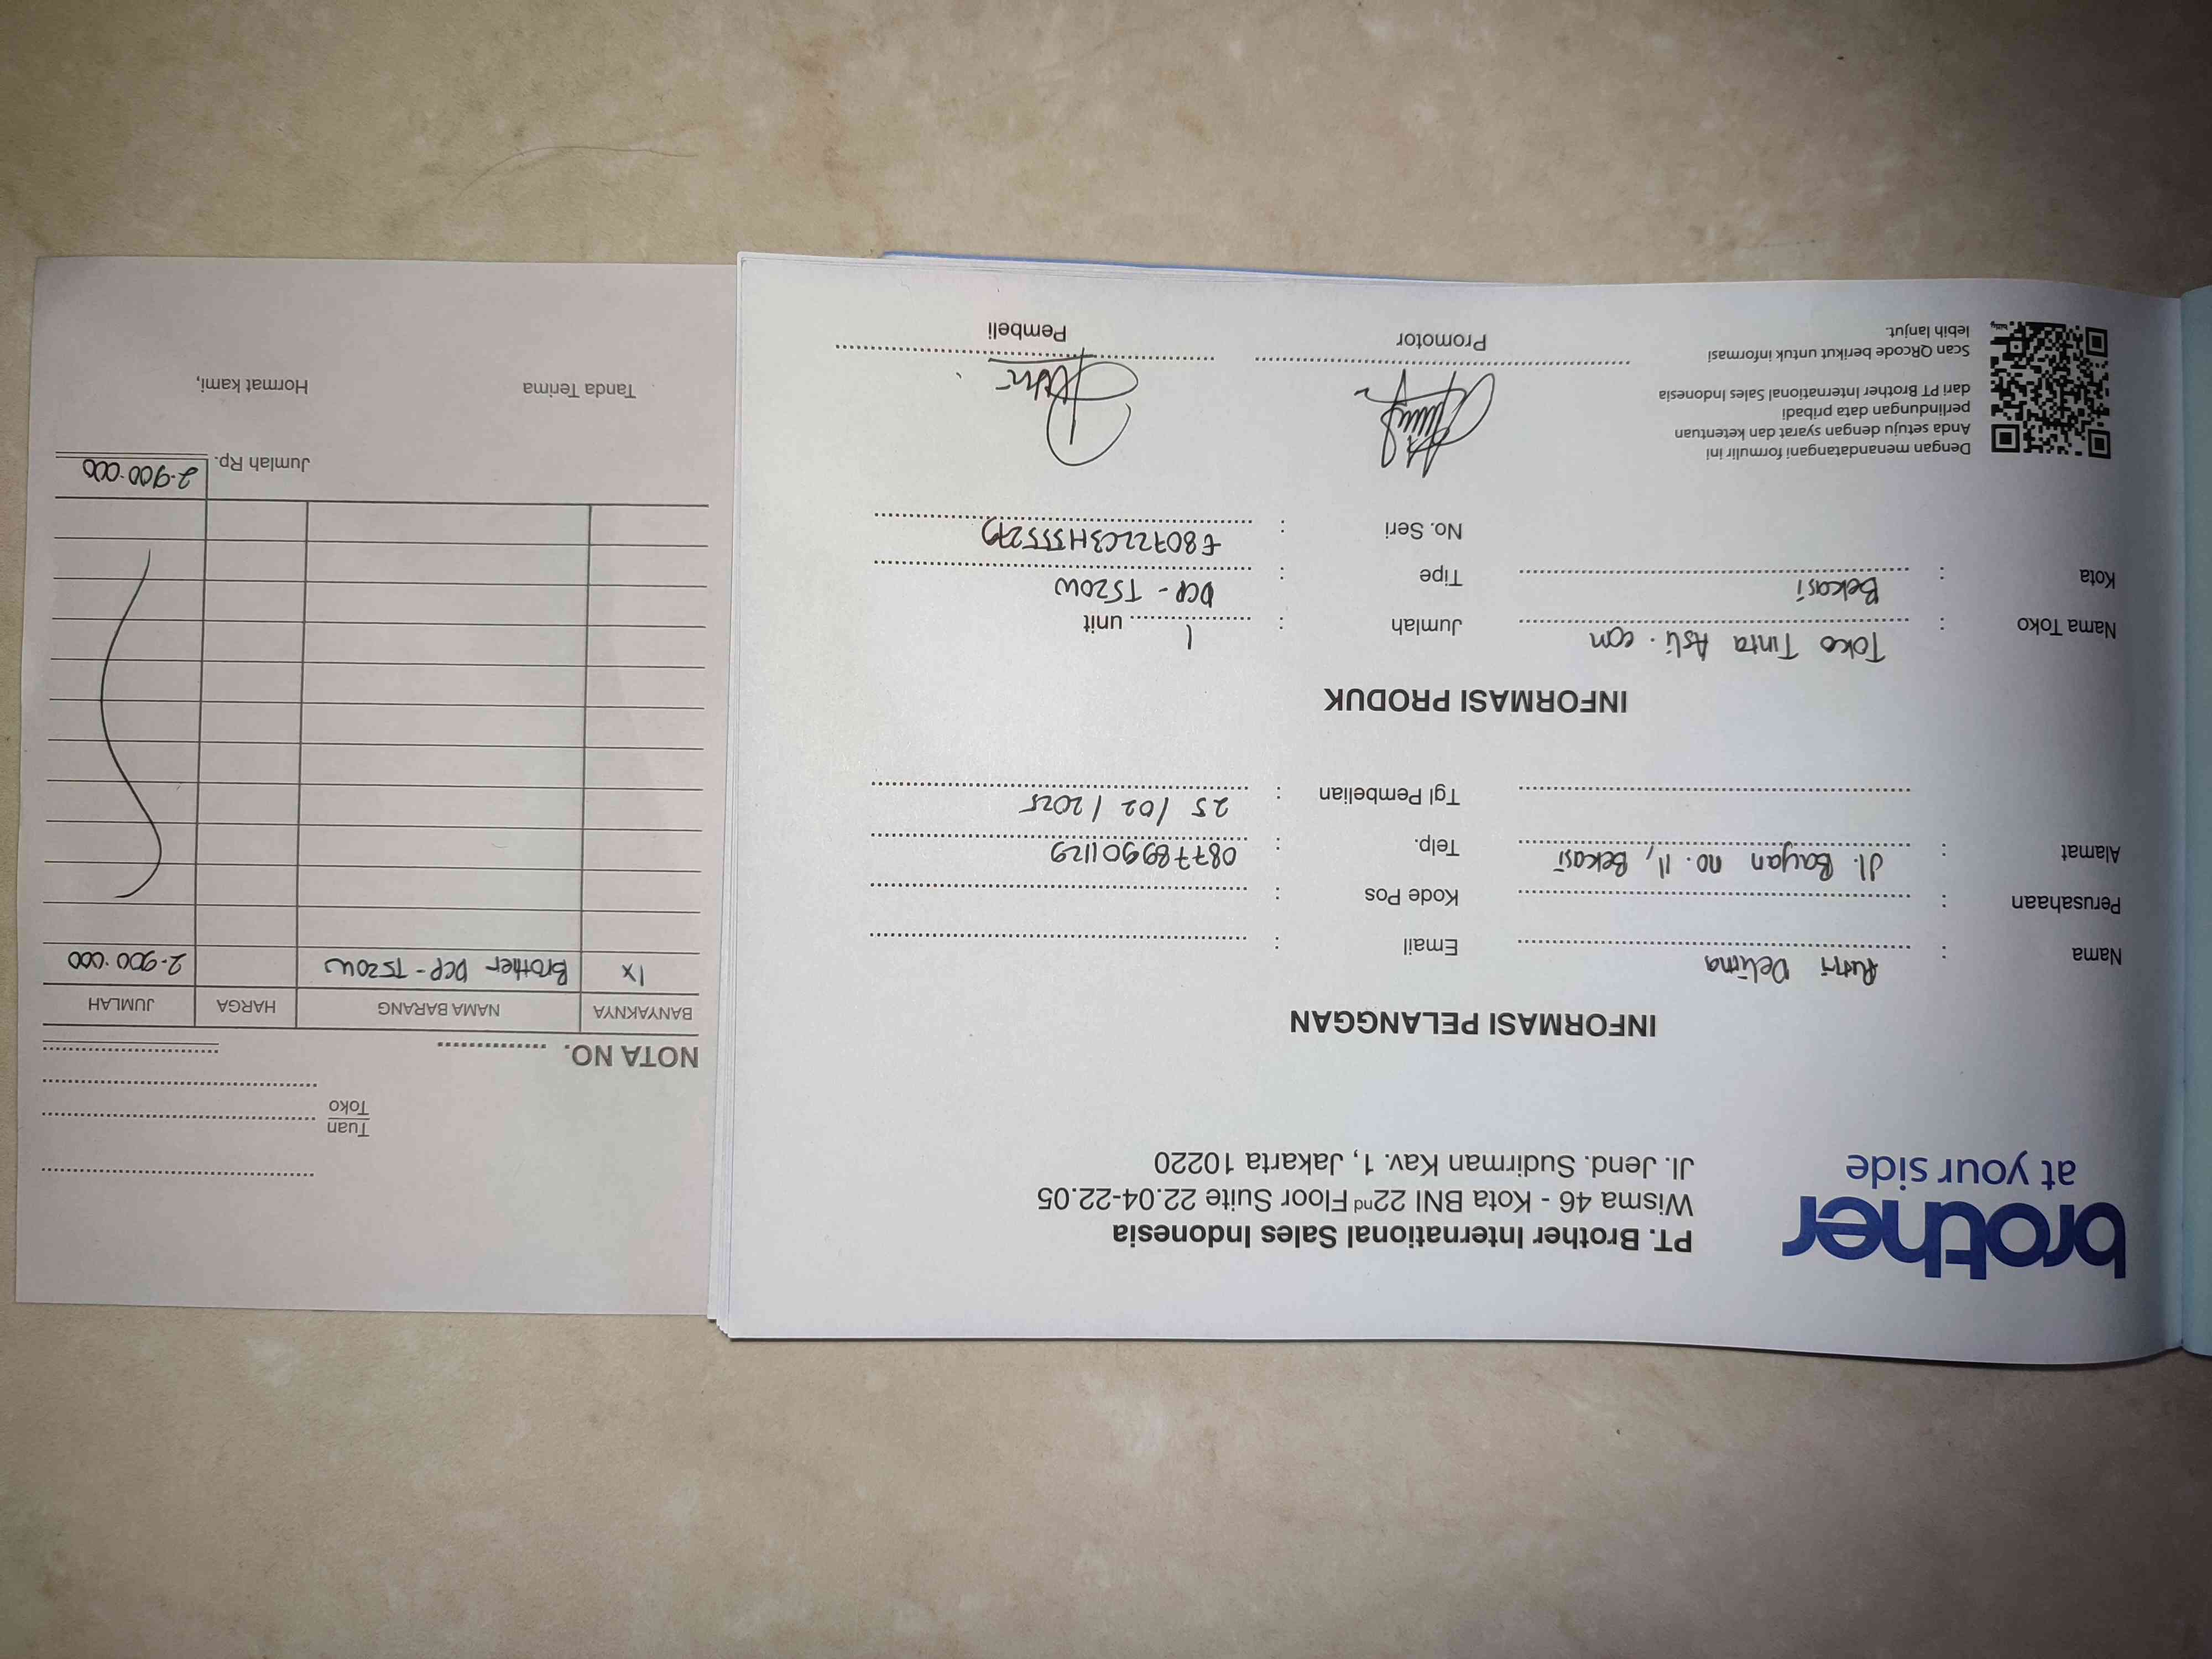 brother
at your side
PT. Brother International Sales Indonesia
Wisma 46 - Kota BNI 22nd Floor Suite 22.04-22.05
Jl. Jend. Sudirman Kav. 1, Jakarta 10220
INFORMASI PELANGGAN
Nama : Putri Delima
Perusahaan :
Alamat : Jl. Bayan no. 11, Bekasi
Email :
Kode Pos :
Telp. : 0877899901129
Tgl Pembelian : 25 / 02 / 2025
INFORMASI PRODUK
Nama Toko : Toko Tinta Asli.com
Kota : Bekasi
Jumlah : 1 unit
Tipe : DCP - T520W
No. Seri : E80722C3H555279
Dengan menandatangani formulir ini
Anda setuju dengan syarat dan ketentuan
perlindungan data pribadi
dari PT Brother International Sales Indonesia
Scan QRcode berikut untuk informasi
lebih lanjut.
Promotor
Pembeli
Tuan
Toko
NOTA NO.
BANYAKNYA NAMA BARANG HARGA JUMLAH
1x Brother DCP - T520W 2.900.000
Jumlah Rp. 2.900.000
Tanda Terima Hormat kami,